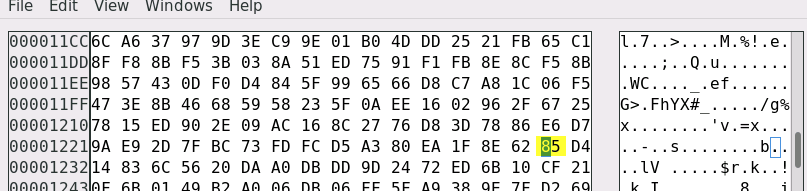 File Edit View Windows Help
000011CC 6C A6 37 97 9D 3E C9 9E 01 B0 4D DD 25 21 FB 65 C1 l.7..>....M.%!.e.
000011DD 8F F8 8B F5 3B 03 8A 51 ED 75 91 F1 FB 8E 8C F5 8B ....;..Q.u.......
000011EE 98 57 43 0D F0 D4 84 5F 99 65 66 D8 C7 A8 1C 06 F5 .WC...._.ef......
000011FF 47 3E 8B 46 68 59 58 23 5F 0A EE 16 02 96 2F 67 25 G>.FhYX#_...../g%
00001210 78 15 ED 90 2E 09 AC 16 8C 27 76 D8 3D 78 86 E6 D7 x........'v.=x...
00001221 9A E9 2D 7F BC 73 FD FC D5 A3 80 EA 1F 8E 62 85 D4 ..-..s........b..
00001232 14 83 6C 56 20 DA A0 DB DD 9D 24 72 ED 6B 10 CF 21 ..lV .....$r.k..!